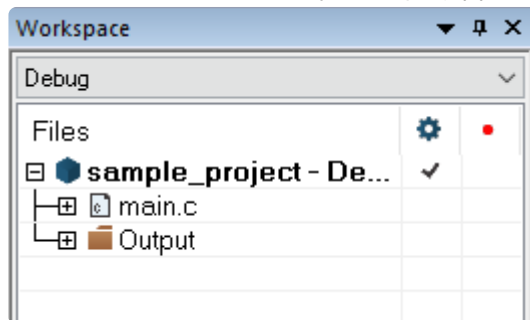 Workspace
Debug
Files
sample_project - De...
main.c
Output